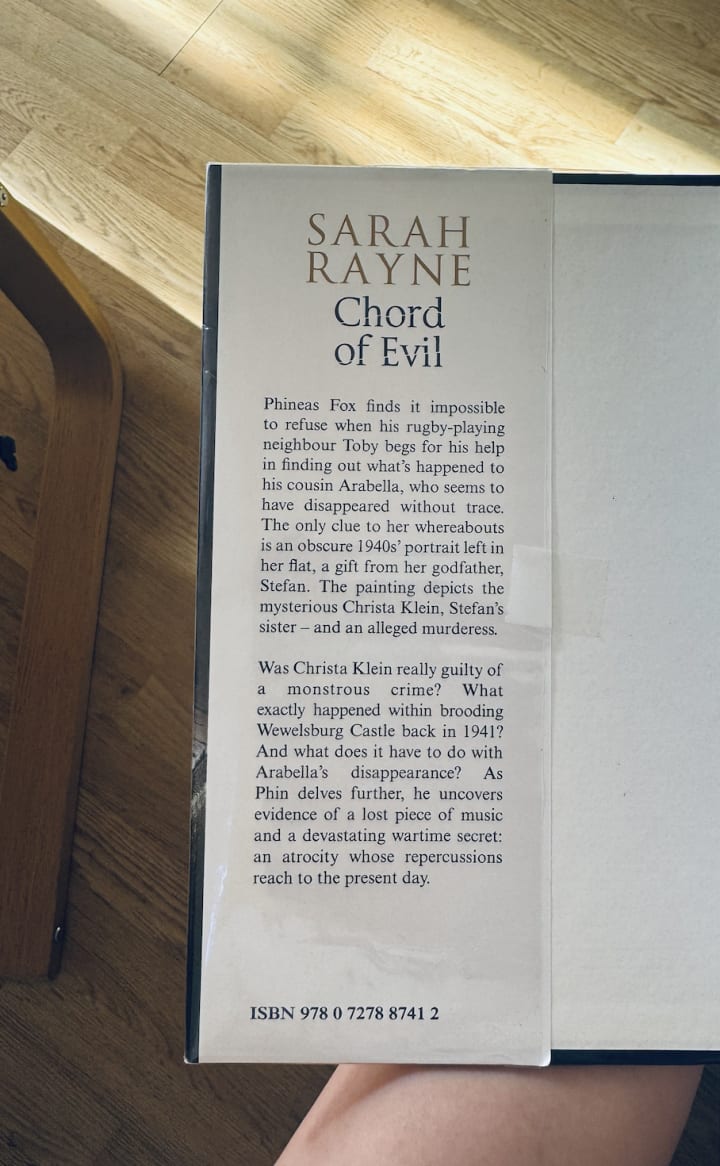 SARAH
RAYNE
Chord
of Evil
Phineas Fox finds it impossible
to refuse when his rugby-playing
neighbour Toby begs for his help
in finding out what's happened to
his cousin Arabella, who seems to
have disappeared without trace.
The only clue to her whereabouts
is an obscure 1940s' portrait left in
her flat, a gift from her godfather,
Stefan. The painting depicts the
mysterious Christa Klein, Stefan's
sister – and an alleged murderess.
Was Christa Klein really guilty of
a monstrous crime? What
exactly happened within brooding
Wewelsburg Castle back in 1941?
And what does it have to do with
Arabella's disappearance? As
Phin delves further, he uncovers
evidence of a lost piece of music
and a devastating wartime secret:
an atrocity whose repercussions
reach to the present day.
ISBN 978 0 7278 8741 2